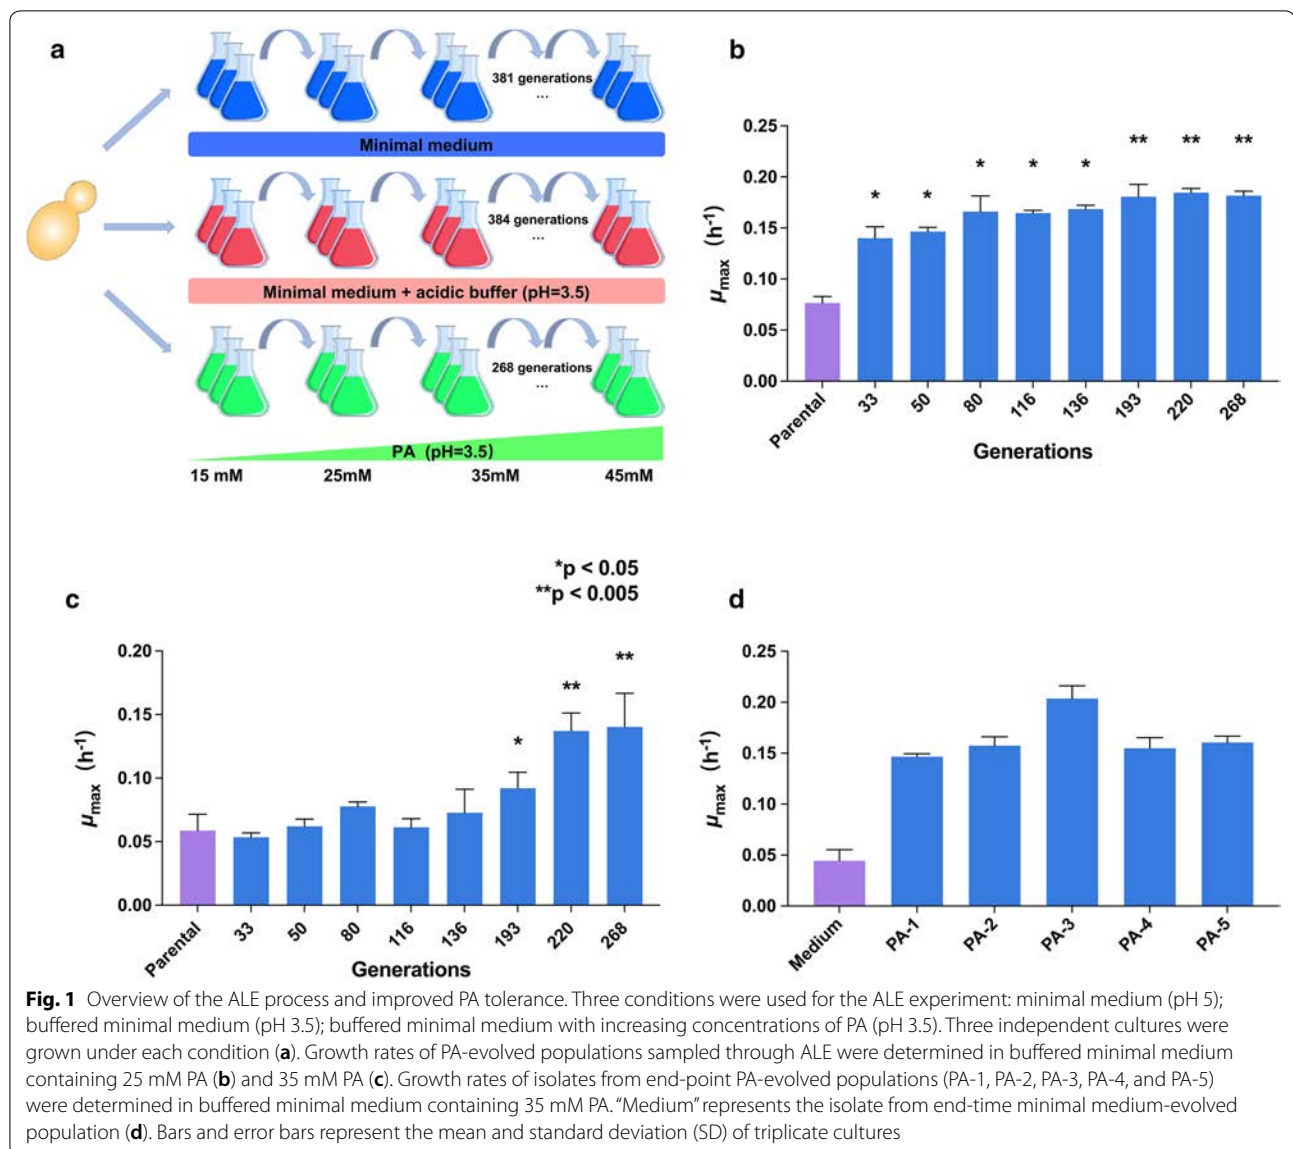 a
381 generations
...
Minimal medium
384 generations
...
Minimal medium + acidic buffer (pH=3.5)
268 generations
...
PA (pH=3.5)
15 mM 25mM 35mM 45mM
b
μmax (h-1)
0.25
0.20
0.15
0.10
0.05
0.00
* * * * * ** ** **
Parental 33 50 80 116 136 193 220 268
Generations
*p < 0.05
**p < 0.005
c
μmax (h-1)
0.20
0.15
0.10
0.05
0.00
* ** **
Parental 33 50 80 116 136 193 220 268
Generations
d
μmax (h-1)
0.25
0.20
0.15
0.10
0.05
0.00
Medium PA-1 PA-2 PA-3 PA-4 PA-5
Fig. 1 Overview of the ALE process and improved PA tolerance. Three conditions were used for the ALE experiment: minimal medium (pH 5);
buffered minimal medium (pH 3.5); buffered minimal medium with increasing concentrations of PA (pH 3.5). Three independent cultures were
grown under each condition (a). Growth rates of PA-evolved populations sampled through ALE were determined in buffered minimal medium
containing 25 mM PA (b) and 35 mM PA (c). Growth rates of isolates from end-point PA-evolved populations (PA-1, PA-2, PA-3, PA-4, and PA-5)
were determined in buffered minimal medium containing 35 mM PA. “Medium” represents the isolate from end-time minimal medium-evolved
population (d). Bars and error bars represent the mean and standard deviation (SD) of triplicate cultures